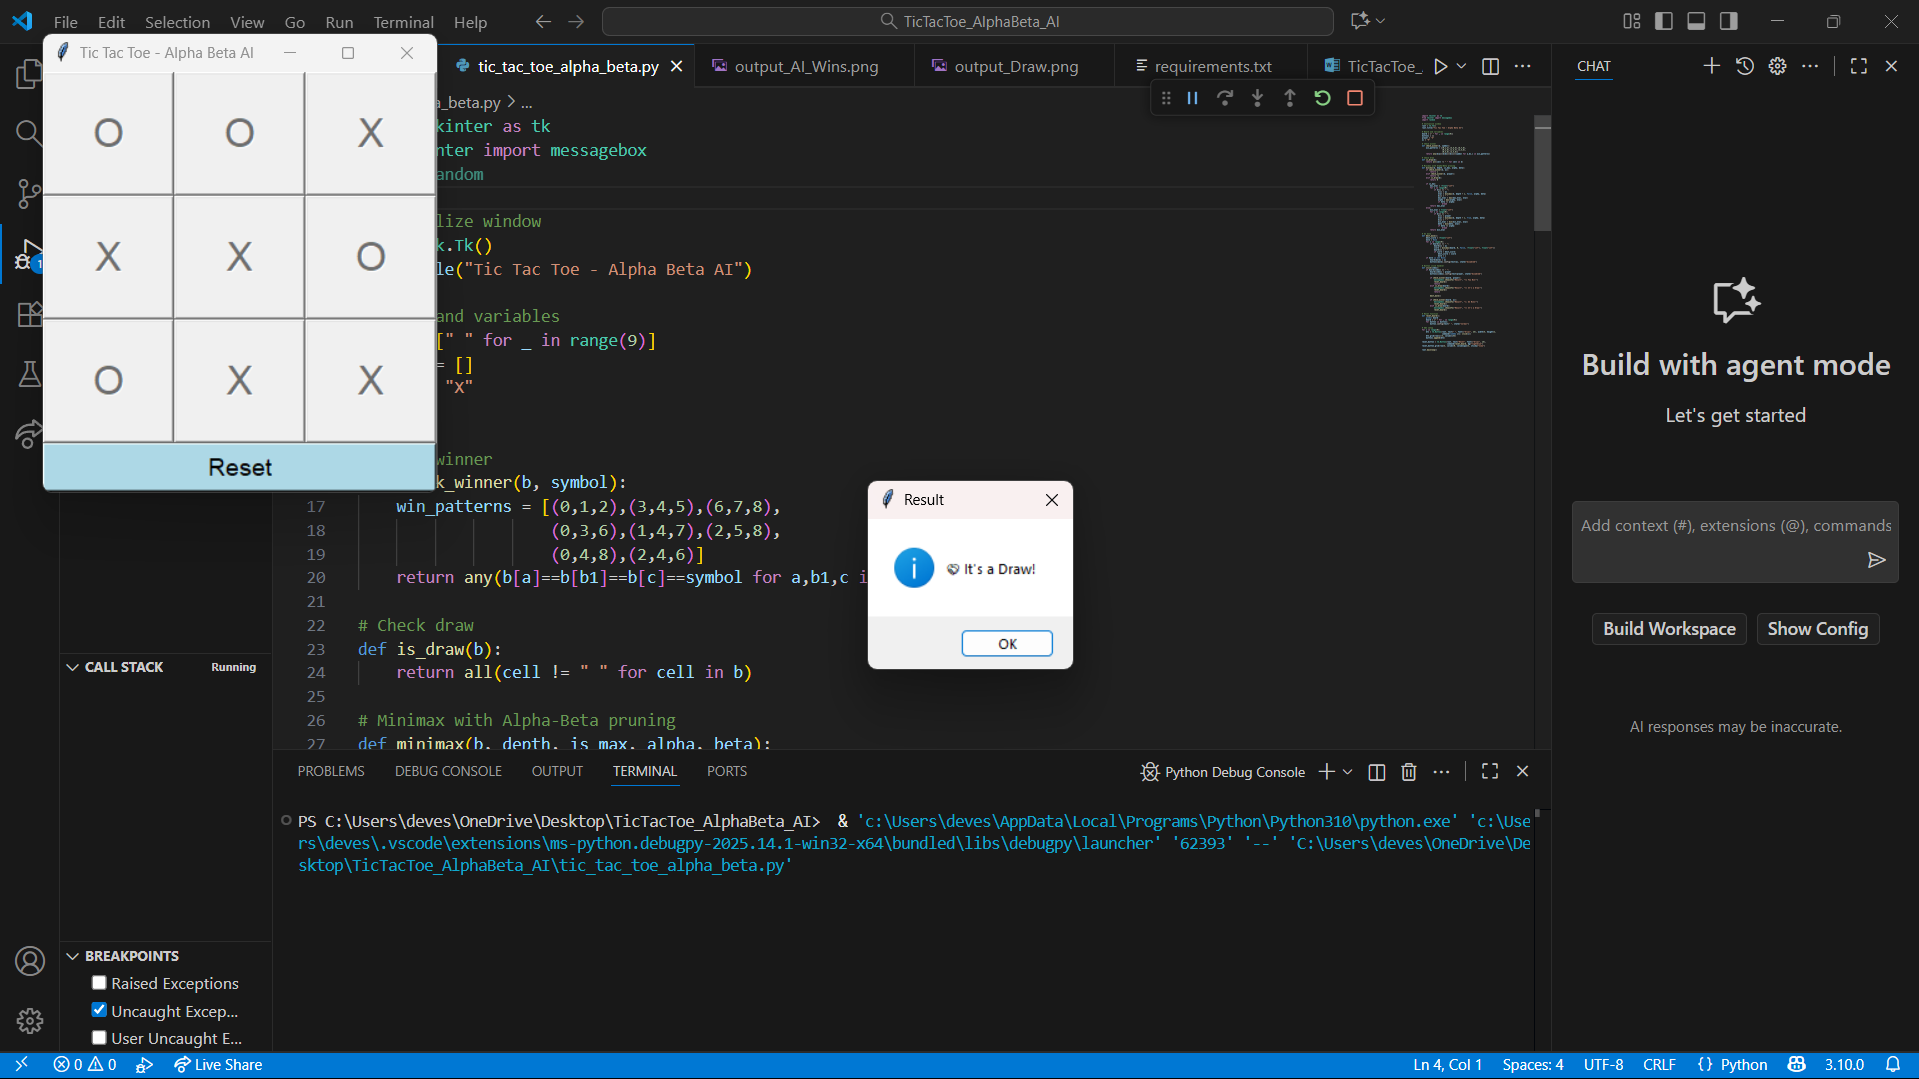 File Edit Selection View Go Run Terminal Help
TicTacToe_AlphaBeta_AI
Tic Tac Toe - Alpha Beta AI
O O X
X X O
O X X
Reset
tic_tac_toe_alpha_beta.py
output_AI_Wins.png
output_Draw.png
requirements.txt
TicTacToe_
a_beta.py > ...
kinter as tk
nter import messagebox
andom
lize window
k.Tk()
le("Tic Tac Toe - Alpha Beta AI")
and variables
[" " for _ in range(9)]
= []
"X"
winner
k_winner(b, symbol):
17 win_patterns = [(0,1,2),(3,4,5),(6,7,8),
18 (0,3,6),(1,4,7),(2,5,8),
19 (0,4,8),(2,4,6)]
20 return any(b[a]==b[b1]==b[c]==symbol for a,b1,c i
21
22 # Check draw
23 def is_draw(b):
24 return all(cell != " " for cell in b)
25
26 # Minimax with Alpha-Beta pruning
27 def minimax(b, depth, is_max, alpha, beta):
Result
It's a Draw!
OK
CALL STACK
Running
BREAKPOINTS
Raised Exceptions
Uncaught Excep...
User Uncaught E...
PROBLEMS DEBUG CONSOLE OUTPUT TERMINAL PORTS
Python Debug Console
PS C:\Users\deves\OneDrive\Desktop\TicTacToe_AlphaBeta_AI> & 'c:\Users\deves\AppData\Local\Programs\Python\Python310\python.exe' 'c:\Use
rs\deves\.vscode\extensions\ms-python.debugpy-2025.14.1-win32-x64\bundled\libs\debugpy\launcher' '62393' '--' 'C:\Users\deves\OneDrive\De
sktop\TicTacToe_AlphaBeta_AI\tic_tac_toe_alpha_beta.py'
CHAT
Build with agent mode
Let's get started
Add context (#), extensions (@), commands
Build Workspace
Show Config
AI responses may be inaccurate.
1
0 0
Live Share
Ln 4, Col 1
Spaces: 4
UTF-8
CRLF
{} Python
3.10.0